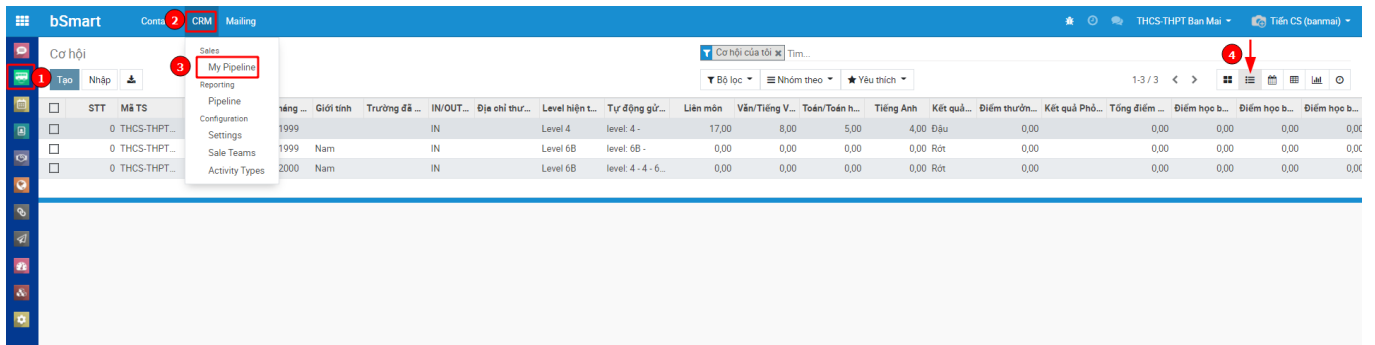 bSmart Conta 2 CRM Mailing THCS-THPT Ban Mai Tiến CS (banmai)
Cơ hội Sales Cơ hội của tôi Tìm... 4
3 My Pipeline
1 Tạo Nhập Reporting Bộ lọc Nhóm theo Yêu thích 1-3 / 3
Pipeline
STT Mã TS Configuration Giới tính Trường đã ... IN/OUT... Địa chỉ thư... Level hiện t... Tự động gử... Liên môn Văn/Tiếng V... Toán/Toán h... Tiếng Anh Kết quả... Điểm thưởn... Kết quả Phỏ... Tổng điểm ... Điểm học b... Điểm học b... Điểm học b...
0 THCS-THPT... Settings 1999 IN Level 4 level: 4 - 17,00 8,00 5,00 4,00 Đậu 0,00 0,00 0,00 0,00 0,00
0 THCS-THPT... Sale Teams 1999 Nam IN Level 6B level: 6B - 0,00 0,00 0,00 0,00 Rớt 0,00 0,00 0,00 0,00 0,00
0 THCS-THPT... Activity Types 2000 Nam IN Level 6B level: 4 - 4 - 6... 0,00 0,00 0,00 0,00 Rớt 0,00 0,00 0,00 0,00 0,00